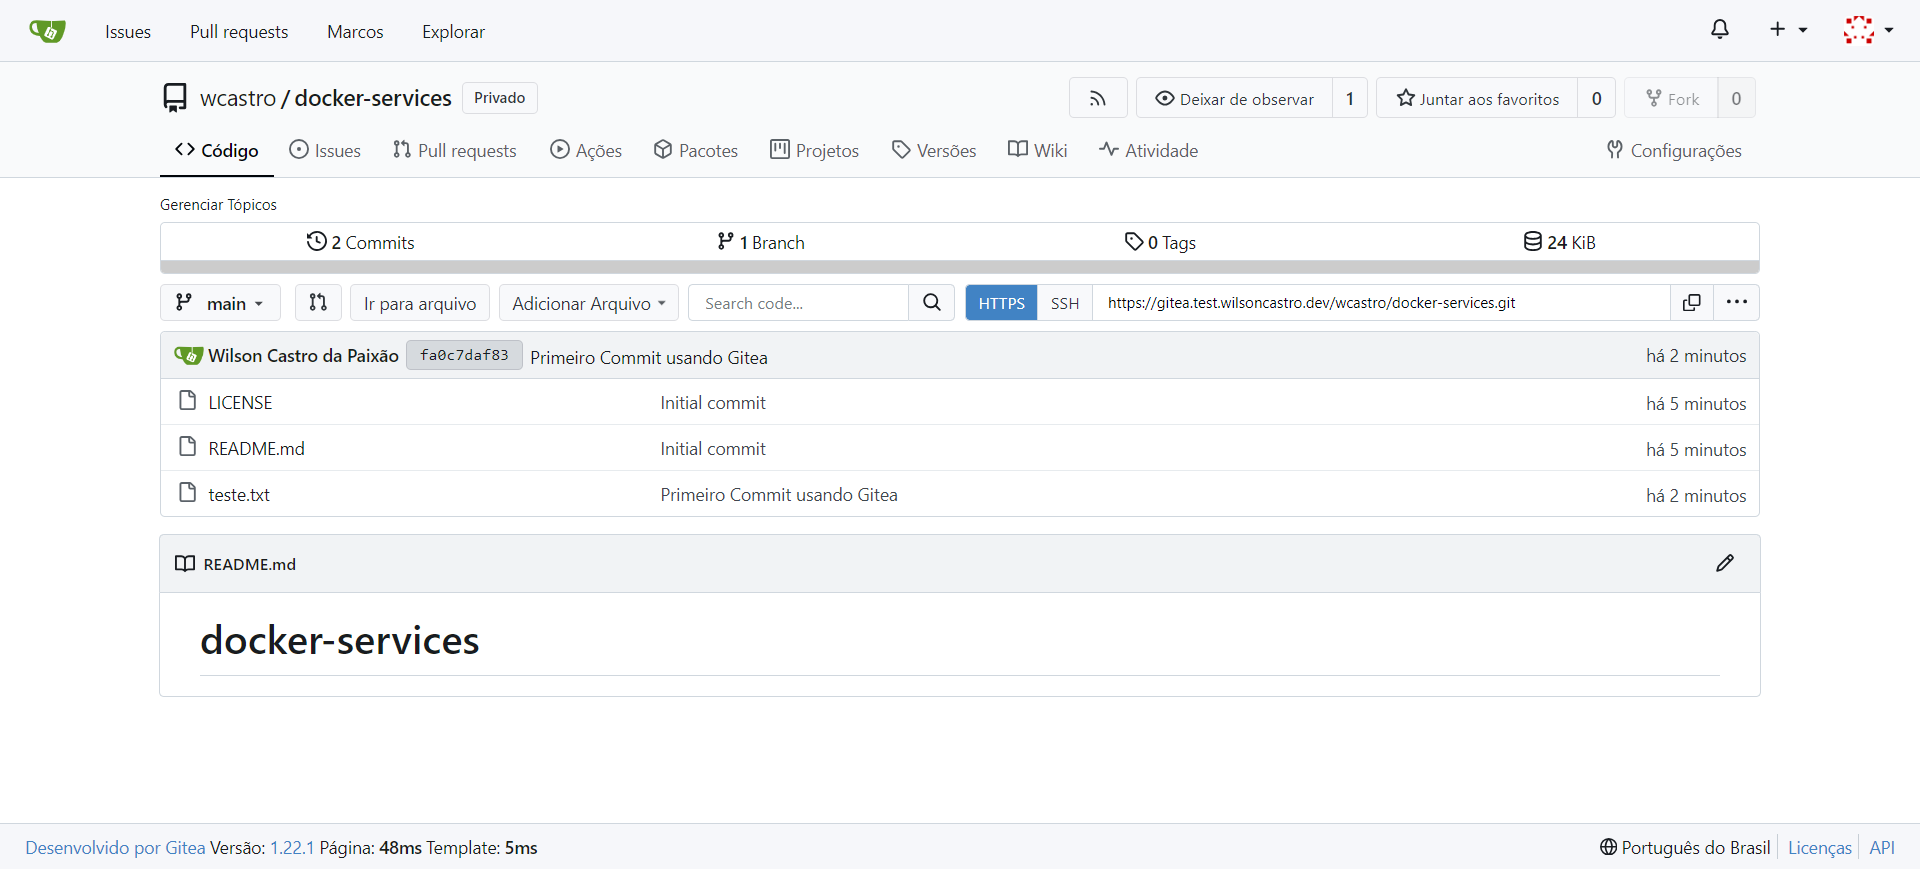 Issues Pull requests Marcos Explorar
wcastro / docker-services Privado Deixar de observar 1 Juntar aos favoritos 0 Fork 0
Código Issues Pull requests Ações Pacotes Projetos Versões Wiki Atividade Configurações
Gerenciar Tópicos
2 Commits 1 Branch 0 Tags 24 KiB
main Ir para arquivo Adicionar Arquivo Search code... HTTPS SSH https://gitea.test.wilsoncastro.dev/wcastro/docker-services.git
Wilson Castro da Paixão fa0c7daf83 Primeiro Commit usando Gitea há 2 minutos
LICENSE Initial commit há 5 minutos
README.md Initial commit há 5 minutos
teste.txt Primeiro Commit usando Gitea há 2 minutos
README.md
docker-services
Desenvolvido por Gitea Versão: 1.22.1 Página: 48ms Template: 5ms Português do Brasil Licenças API